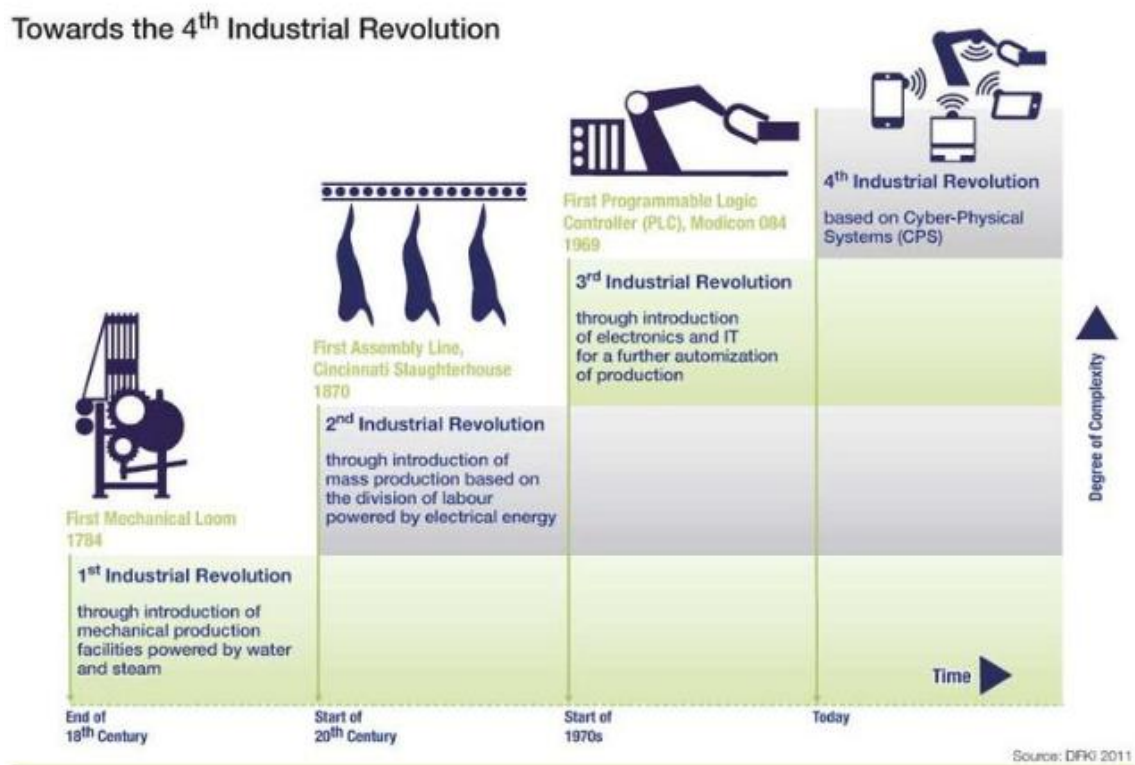 Towards the 4th Industrial Revolution
4th Industrial Revolution
based on Cyber-Physical
Systems (CPS)
First Programmable Logic
Controller (PLC), Modicon 084
1969
3rd Industrial Revolution
through introduction
of electronics and IT
for a further automization
of production
First Assembly Line,
Cincinnati Slaughterhouse
1870
2nd Industrial Revolution
through introduction of
mass production based on
the division of labour
powered by electrical energy
First Mechanical Loom
1784
1st Industrial Revolution
through introduction of
mechanical production
facilities powered by water
and steam
Degree of Complexity
Time
End of
18th Century
Start of
20th Century
Start of
1970s
Today
Source: DFKI 2011